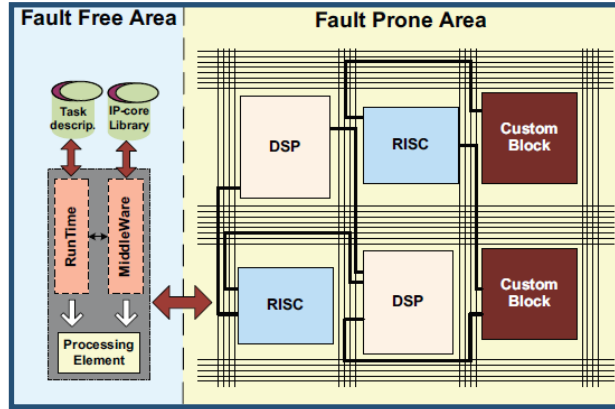 Fault Free Area
Fault Prone Area
Task
descrip.
IP-core
Library
RunTime
MiddleWare
Processing
Element
DSP
RISC
Custom
Block
RISC
DSP
Custom
Block